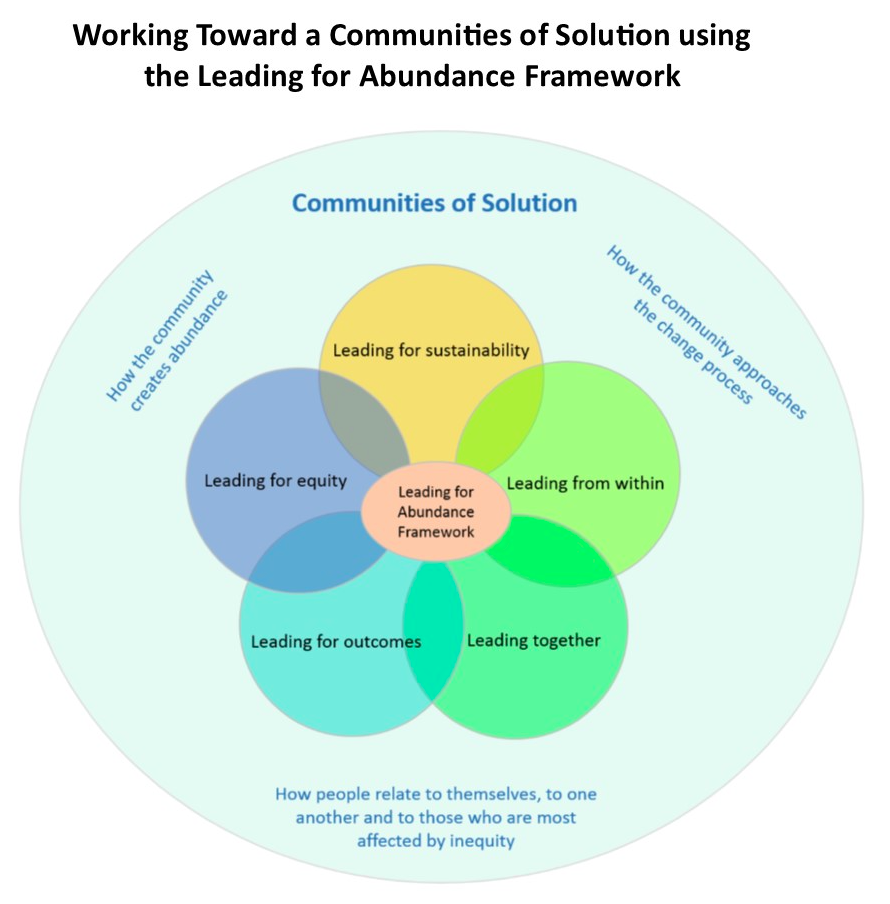 Working Toward a Communities of Solution using
the Leading for Abundance Framework
Communities of Solution
How the community
creates abundance
How the community approaches
the change process
Leading for sustainability
Leading for equity
Leading from within
Leading for
Abundance
Framework
Leading for outcomes
Leading together
How people relate to themselves, to one
another and to those who are most
affected by inequity